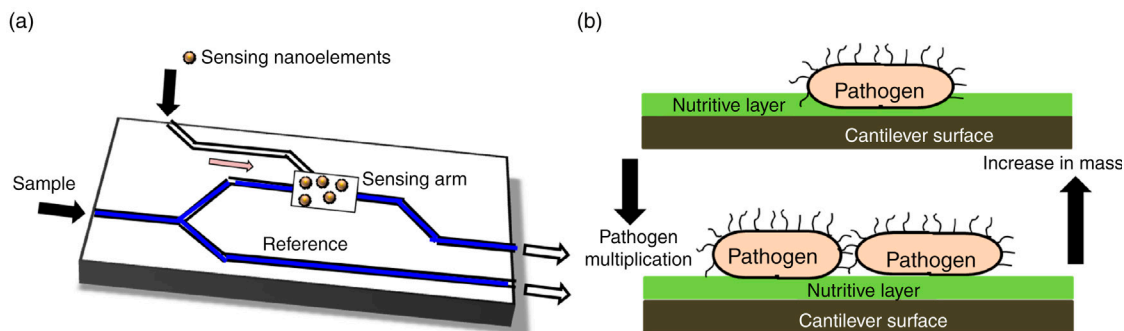 (a)
Sensing nanoelements
Sample
Sensing arm
Reference
(b)
Pathogen
Nutritive layer
Cantilever surface
Increase in mass
Pathogen
multiplication
Pathogen
Pathogen
Nutritive layer
Cantilever surface